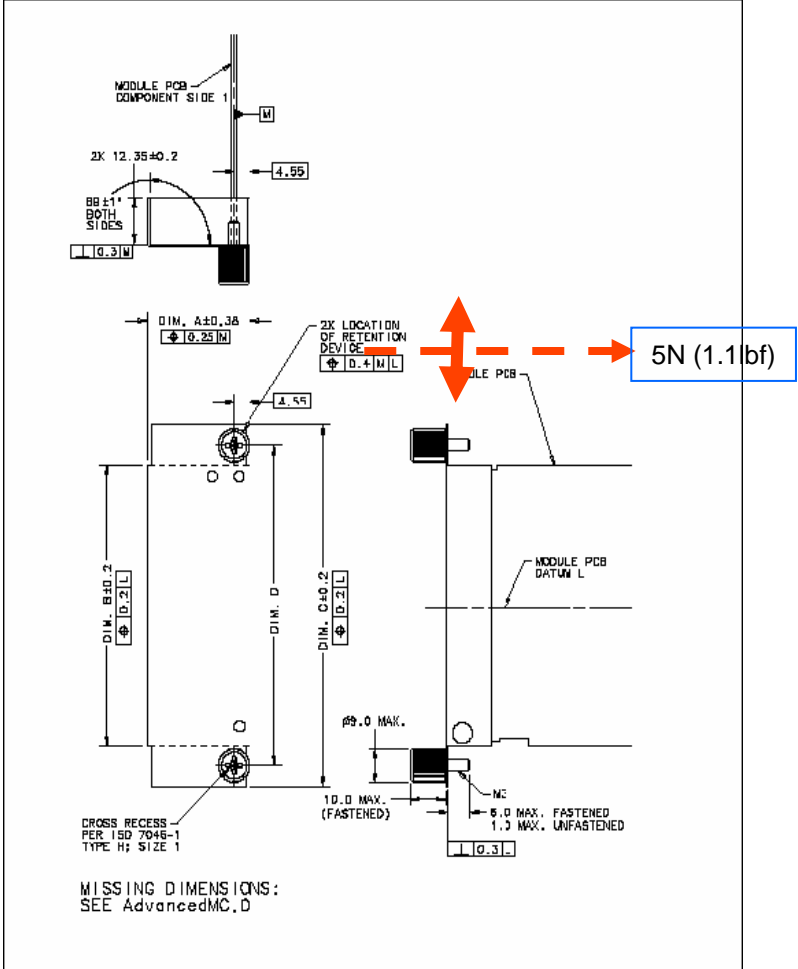 MODULE PCB
COMPONENT SIDE 1
M
2X 12.35±0.2
4.55
88±1°
BOTH
SIDES
⊥ 0.3 M
DIM. A±0.38
⌖ 0.25 M
2X LOCATION
OF RETENTION
DEVICE
⌖ 0.4 M L
5N (1.1lbf)
ULE PCB
4.55
DIM. B±0.2
⌖ 0.2 L
DIM. D
DIM. C±0.2
⌖ 0.2 L
MODULE PCB
DATUM L
ø9.0 MAX.
10.0 MAX.
(FASTENED)
M3
6.0 MAX. FASTENED
1.0 MAX. UNFASTENED
⊥ 0.3
CROSS RECESS
PER ISO 7046-1
TYPE H; SIZE 1
MISSING DIMENSIONS:
SEE AdvancedMC.0